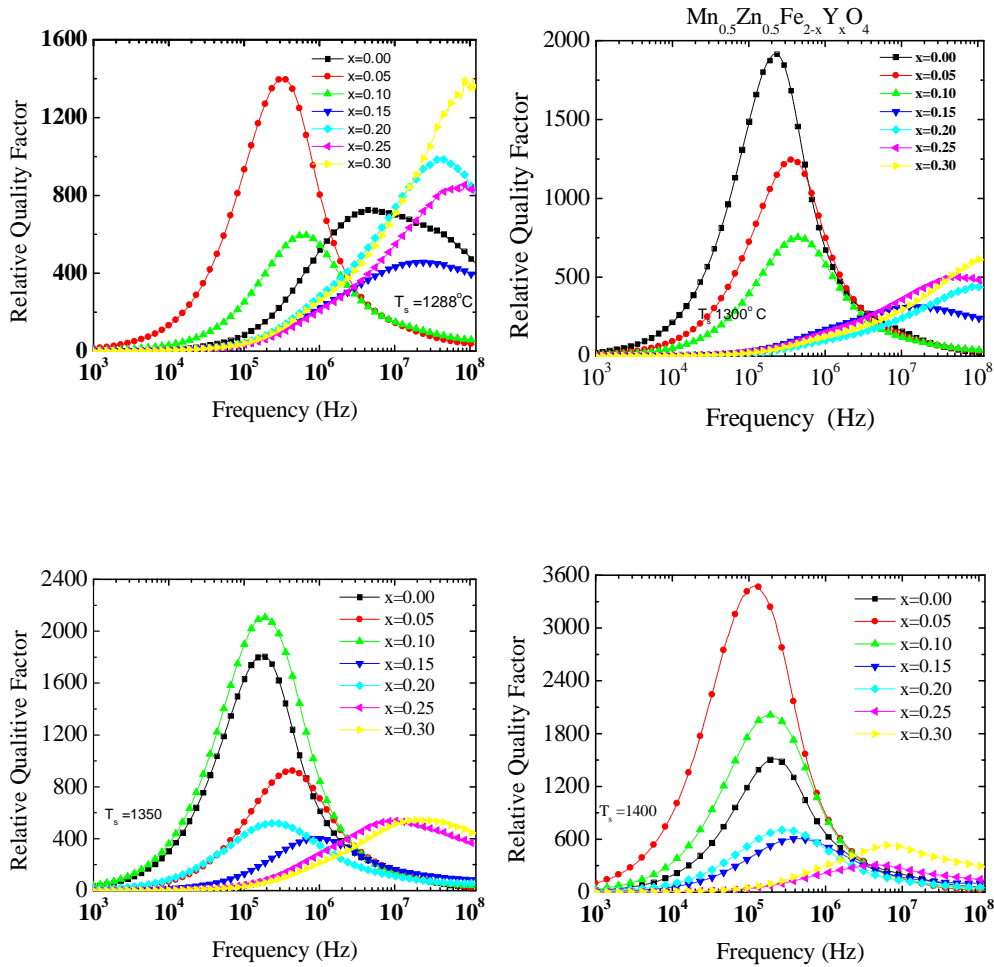 Mn0.5Zn0.5Fe2-xYxO4
1600
1200
800
400
0
10^3 10^4 10^5 10^6 10^7 10^8
Relative Quality Factor
Frequency (Hz)
x=0.00
x=0.05
x=0.10
x=0.15
x=0.20
x=0.25
x=0.30
Ts =1288°C
2000
1500
1000
500
0
10^3 10^4 10^5 10^6 10^7 10^8
Relative Quality Factor
Frequency (Hz)
x=0.00
x=0.05
x=0.10
x=0.15
x=0.20
x=0.25
x=0.30
Ts 1300° C
2400
2000
1600
1200
800
400
0
10^3 10^4 10^5 10^6 10^7 10^8
Relative Qualitive Factor
Frequency (Hz)
x=0.00
x=0.05
x=0.10
x=0.15
x=0.20
x=0.25
x=0.30
Ts =1350
3600
3000
2400
1800
1200
600
0
10^3 10^4 10^5 10^6 10^7 10^8
Relative Quality Factor
Frequency (Hz)
x=0.00
x=0.05
x=0.10
x=0.15
x=0.20
x=0.25
x=0.30
Ts =1400